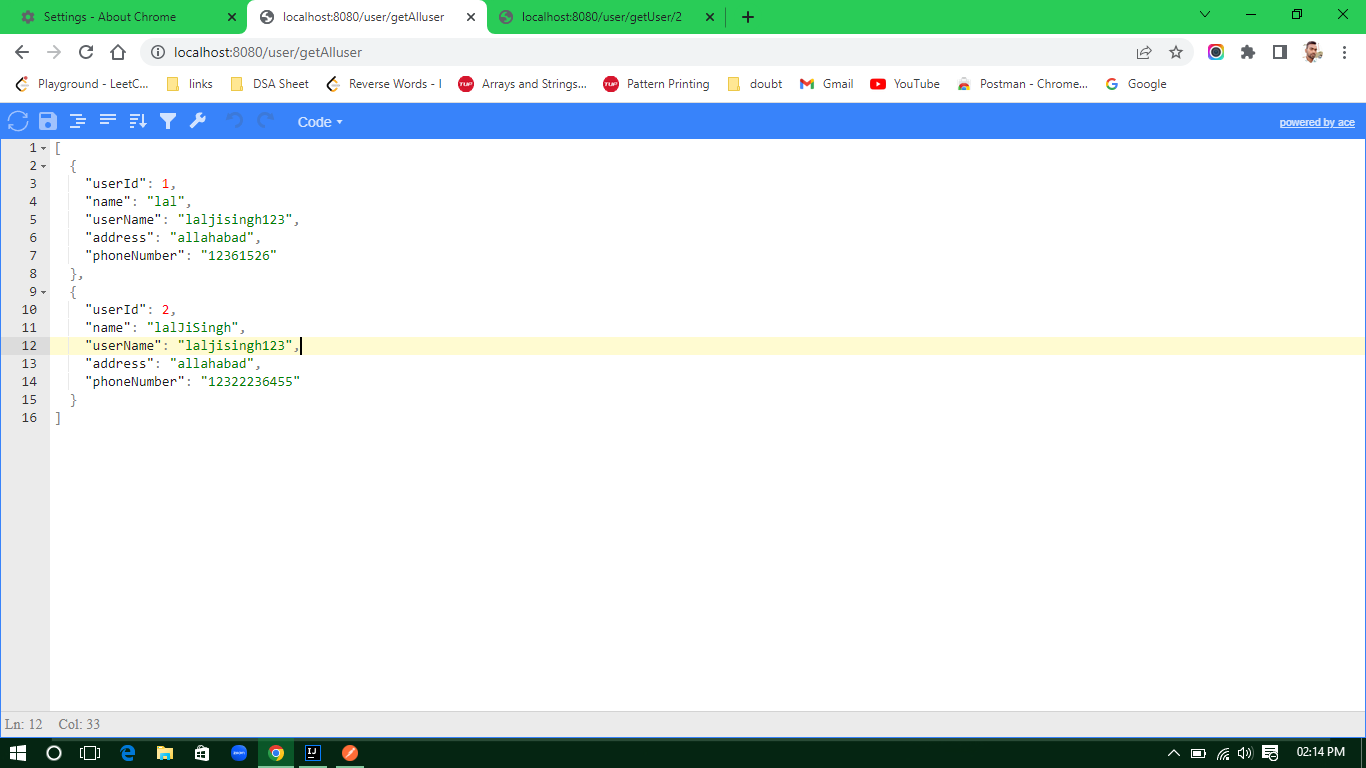 Settings - About Chrome localhost:8080/user/getAlluser localhost:8080/user/getUser/2
localhost:8080/user/getAlluser
Playground - LeetC... links DSA Sheet Reverse Words - l TUF Arrays and Strings... TUF Pattern Printing doubt Gmail YouTube Postman - Chrome... Google
Code powered by ace
1 [
2 {
3 "userId": 1,
4 "name": "lal",
5 "userName": "laljisingh123",
6 "address": "allahabad",
7 "phoneNumber": "12361526"
8 },
9 {
10 "userId": 2,
11 "name": "lalJiSingh",
12 "userName": "laljisingh123",
13 "address": "allahabad",
14 "phoneNumber": "12322236455"
15 }
16 ]
Ln: 12 Col: 33
zoom IJ 02:14 PM